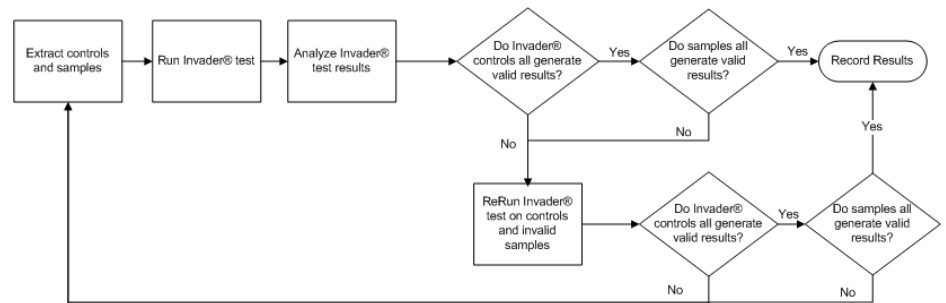 Extract controls
and samples
Run Invader® test
Analyze Invader®
test results
Do Invader®
controls all generate
valid results?
Yes
Do samples all
generate valid
results?
Yes
Record Results
No
No
Yes
ReRun Invader®
test on controls
and invalid
samples
Do Invader®
controls all generate
valid results?
Yes
Do samples all
generate valid
results?
No
No